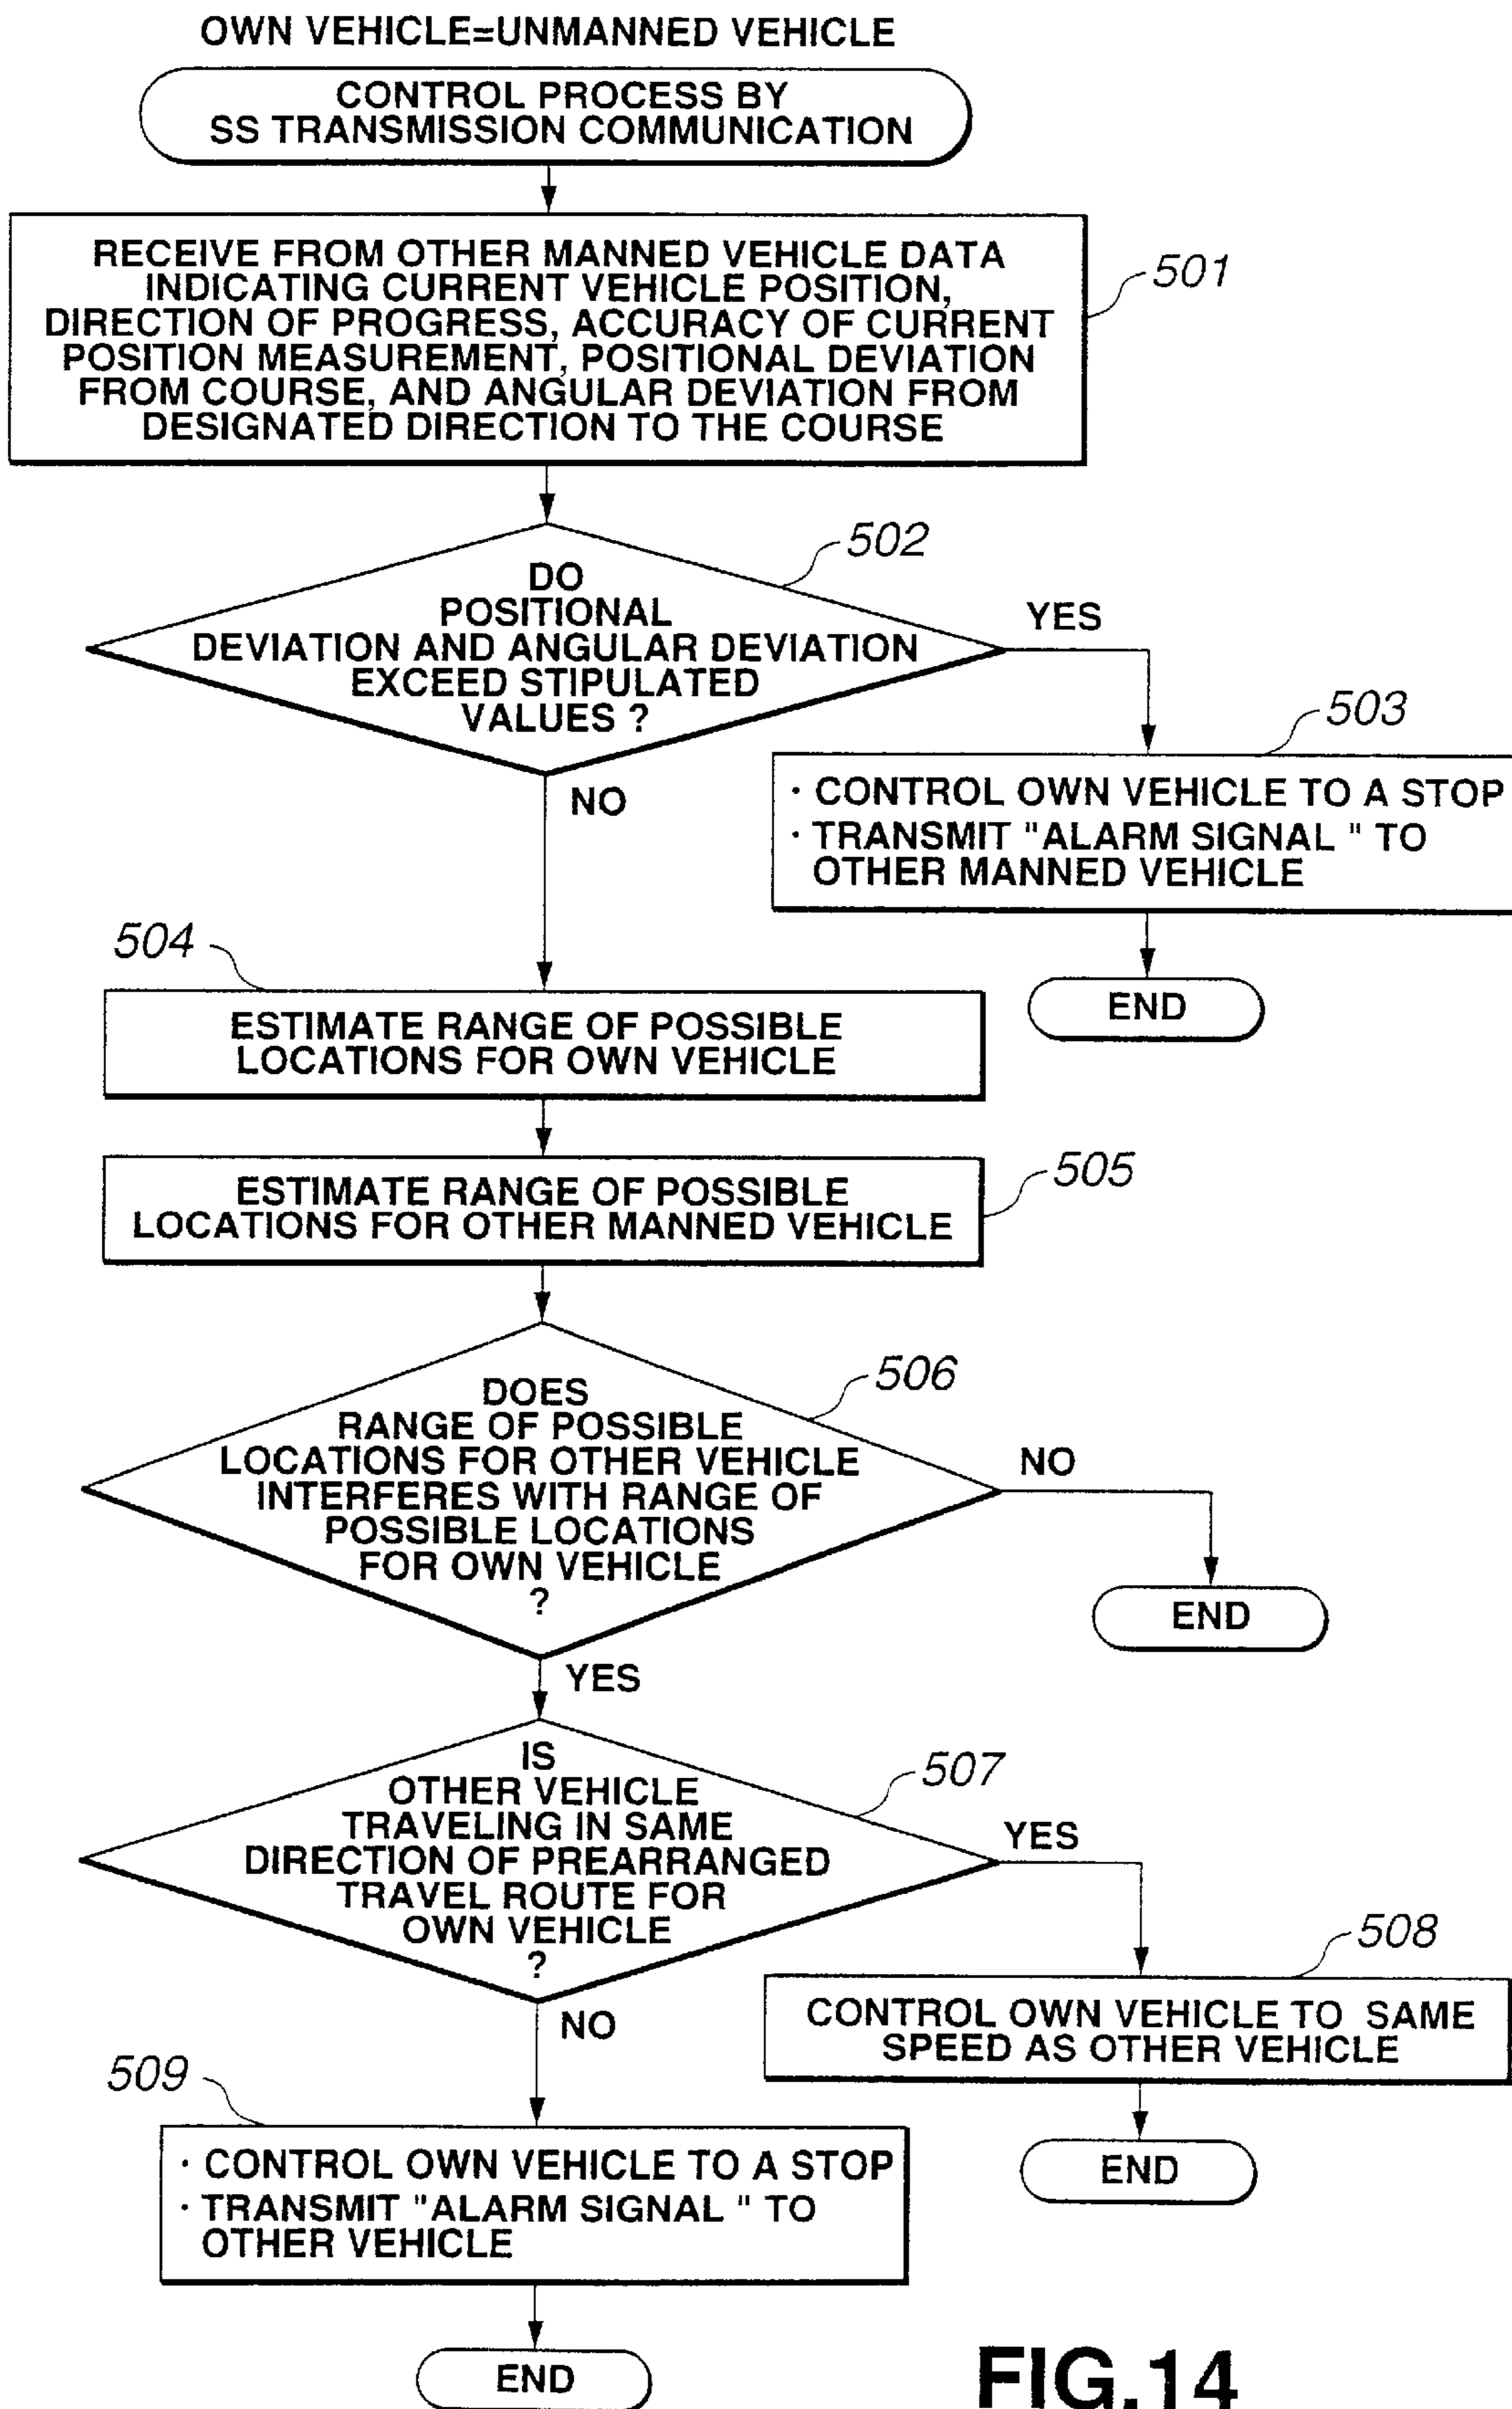 OWN VEHICLE=UNMANNED VEHICLE
CONTROL PROCESS BY
SS TRANSMISSION COMMUNICATION
RECEIVE FROM OTHER MANNED VEHICLE DATA
INDICATING CURRENT VEHICLE POSITION,
DIRECTION OF PROGRESS, ACCURACY OF CURRENT
POSITION MEASUREMENT, POSITIONAL DEVIATION
FROM COURSE, AND ANGULAR DEVIATION FROM
DESIGNATED DIRECTION TO THE COURSE
501
502
DO
POSITIONAL
DEVIATION AND ANGULAR DEVIATION
EXCEED STIPULATED
VALUES ?
YES
NO
503
· CONTROL OWN VEHICLE TO A STOP
· TRANSMIT "ALARM SIGNAL " TO
OTHER MANNED VEHICLE
END
504
ESTIMATE RANGE OF POSSIBLE
LOCATIONS FOR OWN VEHICLE
505
ESTIMATE RANGE OF POSSIBLE
LOCATIONS FOR OTHER MANNED VEHICLE
506
DOES
RANGE OF POSSIBLE
LOCATIONS FOR OTHER VEHICLE
INTERFERES WITH RANGE OF
POSSIBLE LOCATIONS
FOR OWN VEHICLE
?
NO
END
YES
507
IS
OTHER VEHICLE
TRAVELING IN SAME
DIRECTION OF PREARRANGED
TRAVEL ROUTE FOR
OWN VEHICLE
?
YES
NO
508
CONTROL OWN VEHICLE TO SAME
SPEED AS OTHER VEHICLE
END
509
· CONTROL OWN VEHICLE TO A STOP
· TRANSMIT "ALARM SIGNAL " TO
OTHER VEHICLE
END
FIG.14